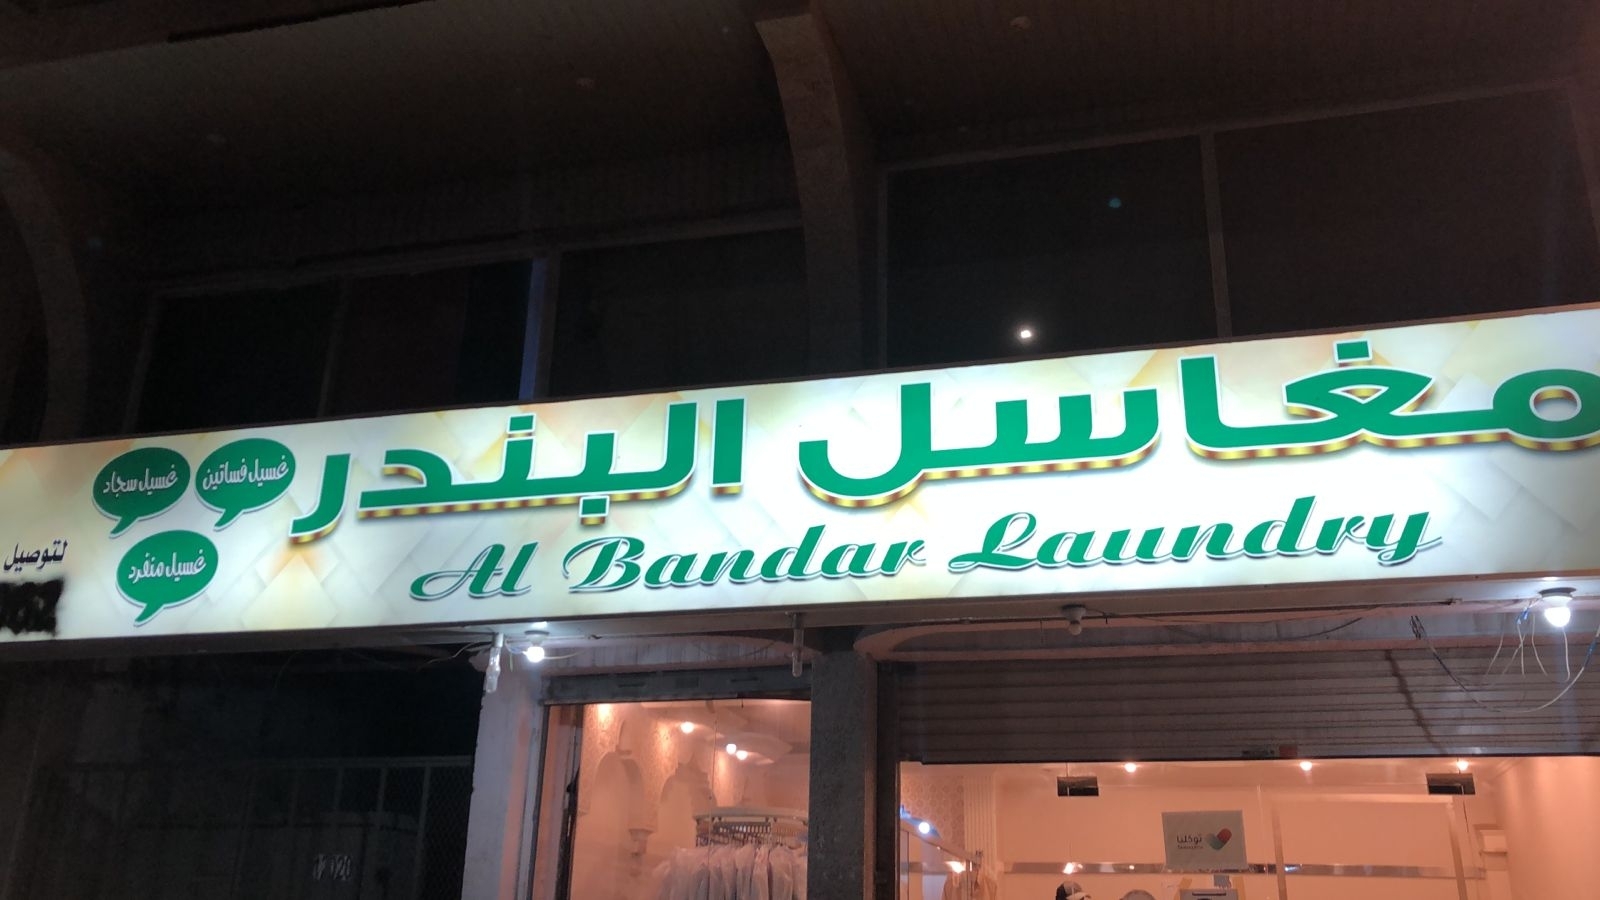 مغاسل البندر
Al Bandar Laundry
غسيل فساتين
غسيل سجاد
غسيل منفرد
لتوصيل
توكلنا